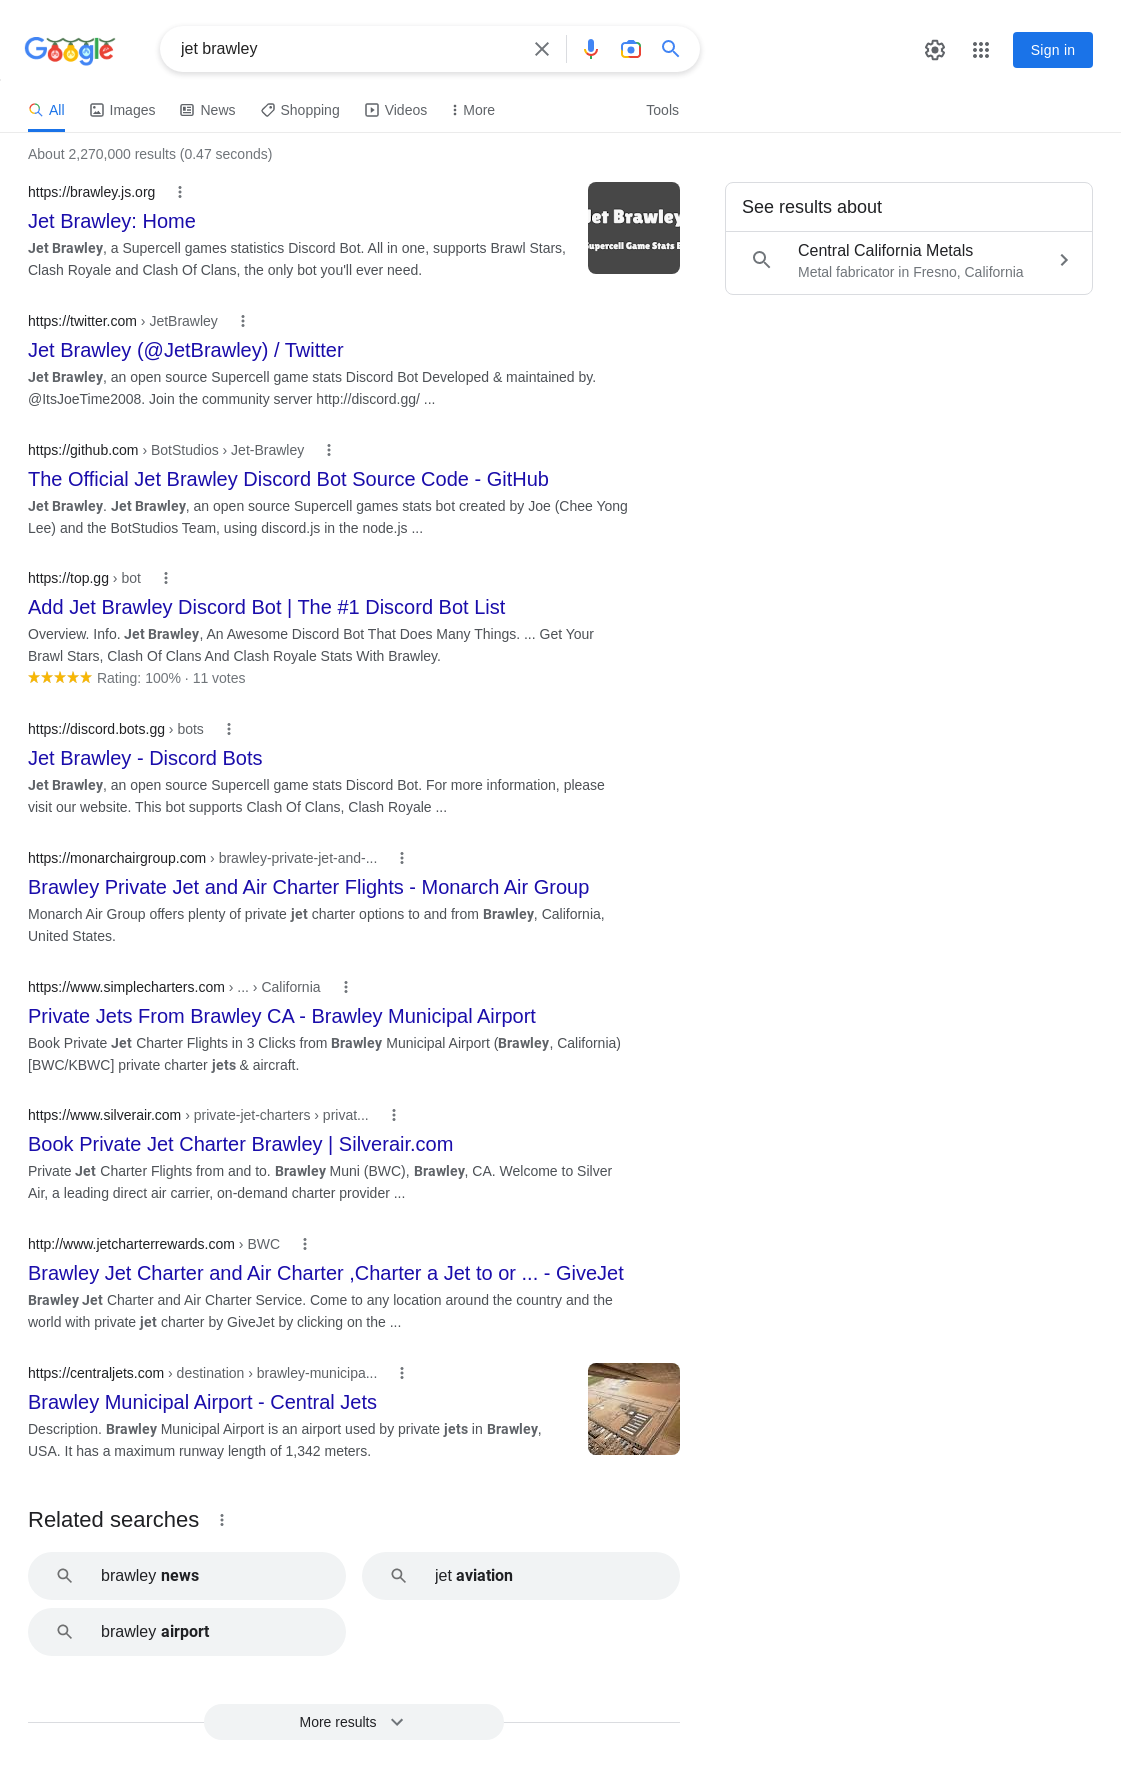 Google
jet brawley
Sign in
All
Images
News
Shopping
Videos
More
Tools
About 2,270,000 results (0.47 seconds)
https://brawley.js.org
Jet Brawley: Home
Jet Brawley, a Supercell games statistics Discord Bot. All in one, supports Brawl Stars,
Clash Royale and Clash Of Clans, the only bot you'll ever need.
Jet Brawley
Supercell Game Stats B
See results about
Central California Metals
Metal fabricator in Fresno, California
https://twitter.com › JetBrawley
Jet Brawley (@JetBrawley) / Twitter
Jet Brawley, an open source Supercell game stats Discord Bot Developed & maintained by.
@ItsJoeTime2008. Join the community server http://discord.gg/ ...
https://github.com › BotStudios › Jet-Brawley
The Official Jet Brawley Discord Bot Source Code - GitHub
Jet Brawley. Jet Brawley, an open source Supercell games stats bot created by Joe (Chee Yong
Lee) and the BotStudios Team, using discord.js in the node.js ...
https://top.gg › bot
Add Jet Brawley Discord Bot | The #1 Discord Bot List
Overview. Info. Jet Brawley, An Awesome Discord Bot That Does Many Things. ... Get Your
Brawl Stars, Clash Of Clans And Clash Royale Stats With Brawley.
Rating: 100% · 11 votes
https://discord.bots.gg › bots
Jet Brawley - Discord Bots
Jet Brawley, an open source Supercell game stats Discord Bot. For more information, please
visit our website. This bot supports Clash Of Clans, Clash Royale ...
https://monarchairgroup.com › brawley-private-jet-and-...
Brawley Private Jet and Air Charter Flights - Monarch Air Group
Monarch Air Group offers plenty of private jet charter options to and from Brawley, California,
United States.
https://www.simplecharters.com › ... › California
Private Jets From Brawley CA - Brawley Municipal Airport
Book Private Jet Charter Flights in 3 Clicks from Brawley Municipal Airport (Brawley, California)
[BWC/KBWC] private charter jets & aircraft.
https://www.silverair.com › private-jet-charters › privat...
Book Private Jet Charter Brawley | Silverair.com
Private Jet Charter Flights from and to. Brawley Muni (BWC), Brawley, CA. Welcome to Silver
Air, a leading direct air carrier, on-demand charter provider ...
http://www.jetcharterrewards.com › BWC
Brawley Jet Charter and Air Charter ,Charter a Jet to or ... - GiveJet
Brawley Jet Charter and Air Charter Service. Come to any location around the country and the
world with private jet charter by GiveJet by clicking on the ...
https://centraljets.com › destination › brawley-municipa...
Brawley Municipal Airport - Central Jets
Description. Brawley Municipal Airport is an airport used by private jets in Brawley,
USA. It has a maximum runway length of 1,342 meters.
Related searches
brawley news
jet aviation
brawley airport
More results